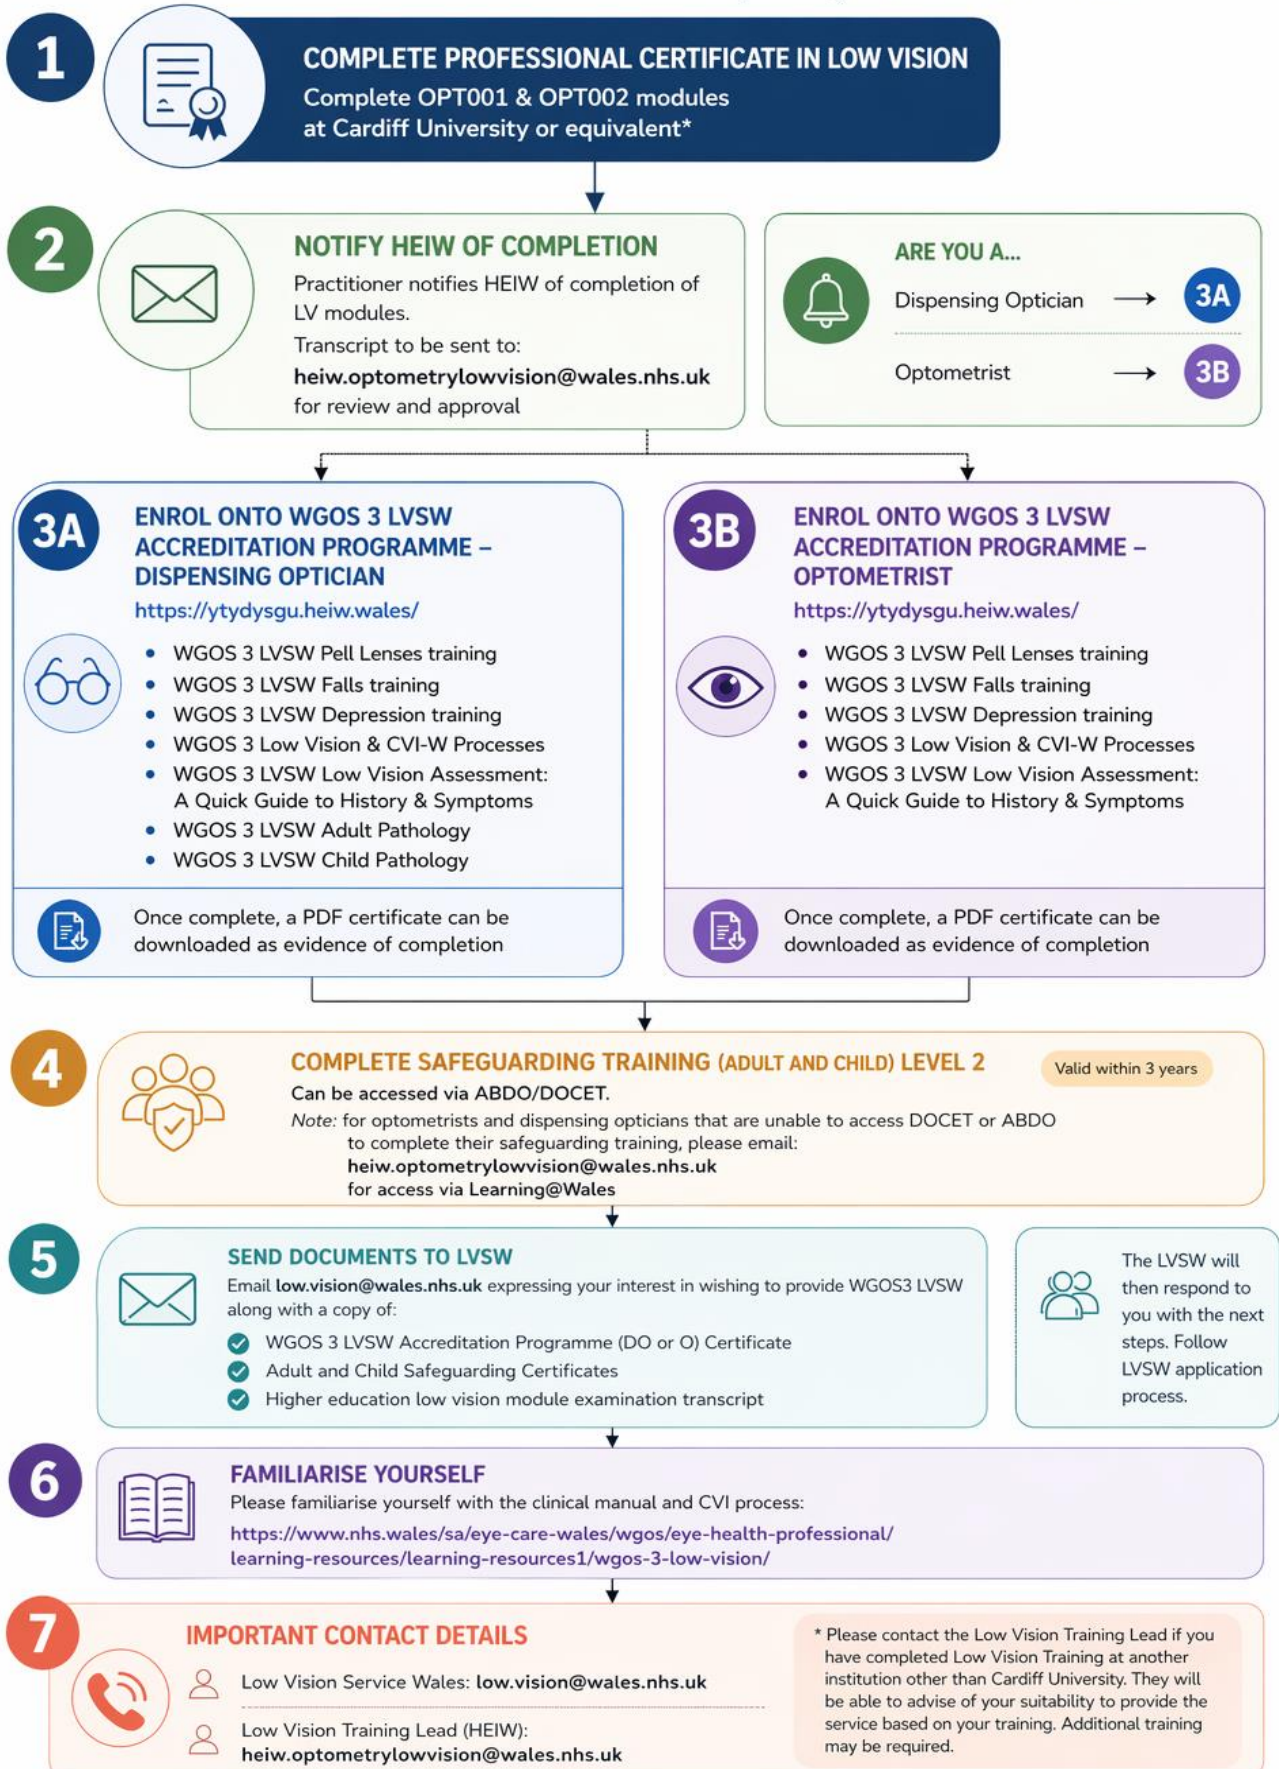 1
COMPLETE PROFESSIONAL CERTIFICATE IN LOW VISION
Complete OPT001 & OPT002 modules
at Cardiff University or equivalent*
2
NOTIFY HEIW OF COMPLETION
Practitioner notifies HEIW of completion of
LV modules.
Transcript to be sent to:
heiw.optometrylowvision@wales.nhs.uk
for review and approval
ARE YOU A...
Dispensing Optician → 3A
Optometrist → 3B
3A
ENROL ONTO WGOS 3 LVSW
ACCREDITATION PROGRAMME –
DISPENSING OPTICIAN
https://ytydysgu.heiw.wales/
• WGOS 3 LVSW Pell Lenses training
• WGOS 3 LVSW Falls training
• WGOS 3 LVSW Depression training
• WGOS 3 Low Vision & CVI-W Processes
• WGOS 3 LVSW Low Vision Assessment:
A Quick Guide to History & Symptoms
• WGOS 3 LVSW Adult Pathology
• WGOS 3 LVSW Child Pathology
Once complete, a PDF certificate can be
downloaded as evidence of completion
3B
ENROL ONTO WGOS 3 LVSW
ACCREDITATION PROGRAMME –
OPTOMETRIST
https://ytydysgu.heiw.wales/
• WGOS 3 LVSW Pell Lenses training
• WGOS 3 LVSW Falls training
• WGOS 3 LVSW Depression training
• WGOS 3 Low Vision & CVI-W Processes
• WGOS 3 LVSW Low Vision Assessment:
A Quick Guide to History & Symptoms
Once complete, a PDF certificate can be
downloaded as evidence of completion
4
COMPLETE SAFEGUARDING TRAINING (ADULT AND CHILD) LEVEL 2
Valid within 3 years
Can be accessed via ABDO/DOCET.
Note: for optometrists and dispensing opticians that are unable to access DOCET or ABDO
to complete their safeguarding training, please email:
heiw.optometrylowvision@wales.nhs.uk
for access via Learning@Wales
5
SEND DOCUMENTS TO LVSW
Email low.vision@wales.nhs.uk expressing your interest in wishing to provide WGOS3 LVSW
along with a copy of:
WGOS 3 LVSW Accreditation Programme (DO or O) Certificate
Adult and Child Safeguarding Certificates
Higher education low vision module examination transcript
The LVSW will
then respond to
you with the next
steps. Follow
LVSW application
process.
6
FAMILIARISE YOURSELF
Please familiarise yourself with the clinical manual and CVI process:
https://www.nhs.wales/sa/eye-care-wales/wgos/eye-health-professional/
learning-resources/learning-resources1/wgos-3-low-vision/
7
IMPORTANT CONTACT DETAILS
Low Vision Service Wales: low.vision@wales.nhs.uk
Low Vision Training Lead (HEIW):
heiw.optometrylowvision@wales.nhs.uk
* Please contact the Low Vision Training Lead if you
have completed Low Vision Training at another
institution other than Cardiff University. They will
be able to advise of your suitability to provide the
service based on your training. Additional training
may be required.